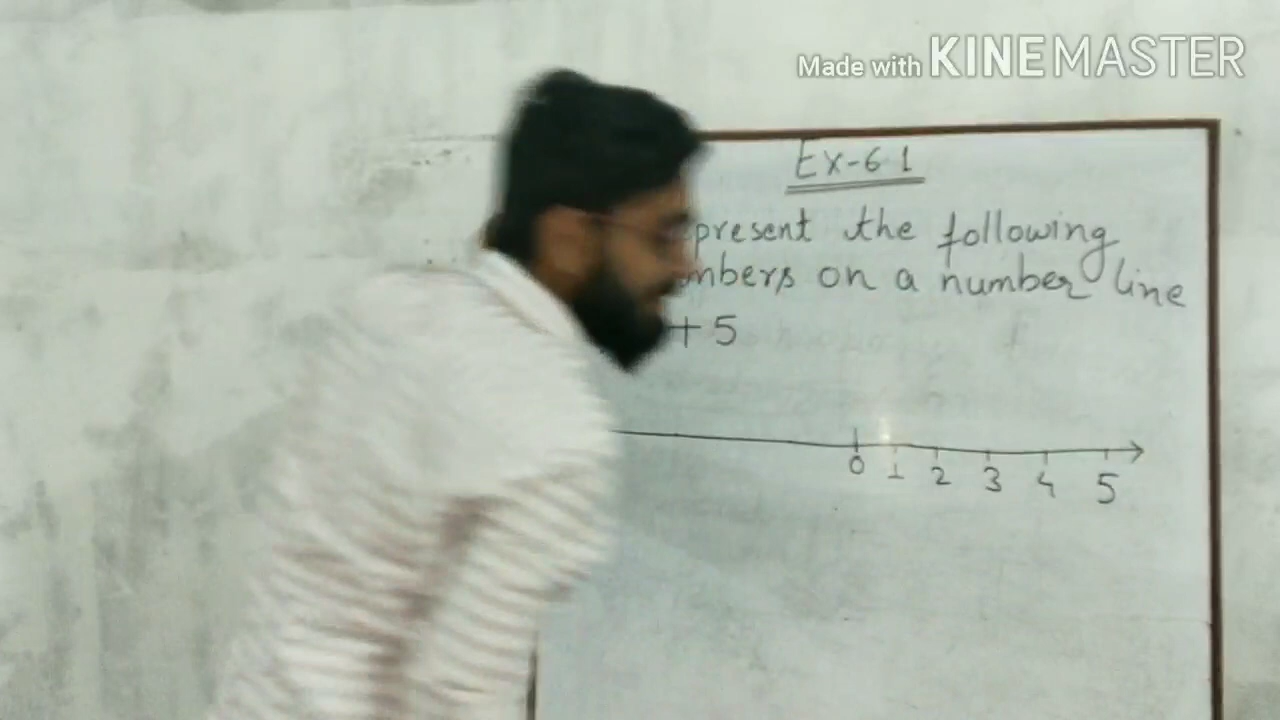 Made with KINEMASTER
Ex-6 1
present the following
mbers on a number line
+5
0 1 2 3 4 5